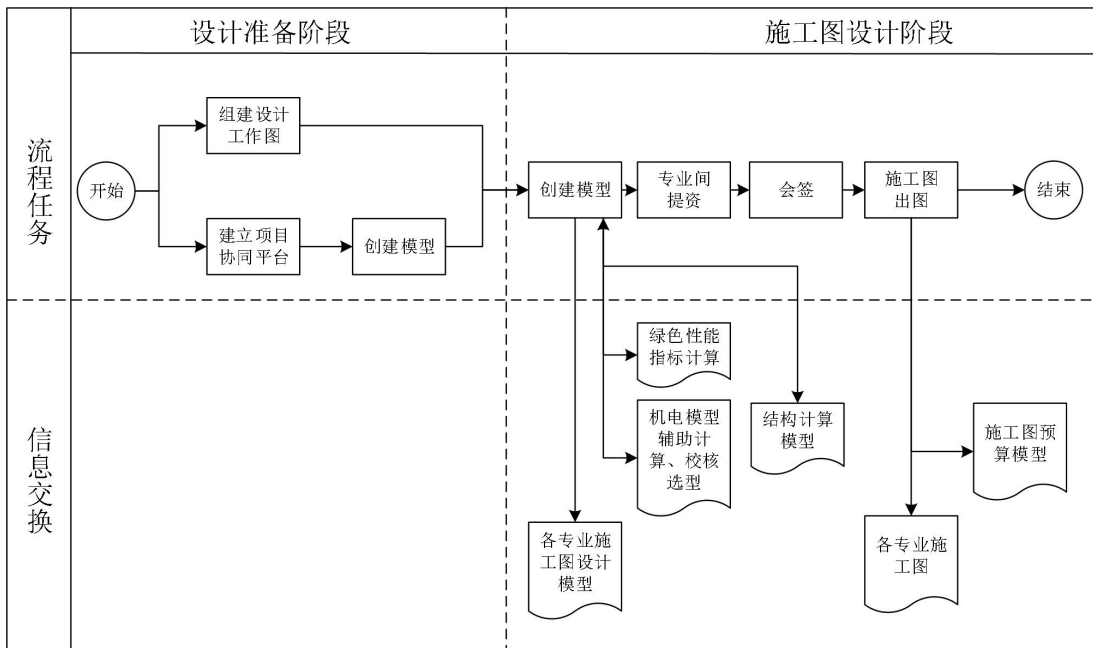 设计准备阶段
施工图设计阶段
流程任务
开始
组建设计
工作图
建立项目
协同平台
创建模型
创建模型
专业间
提资
会签
施工图
出图
结束
信息交换
绿色性能
指标计算
机电模型
辅助计
算、校核
选型
结构计算
模型
施工图预
算模型
各专业施
工图设计
模型
各专业施
工图